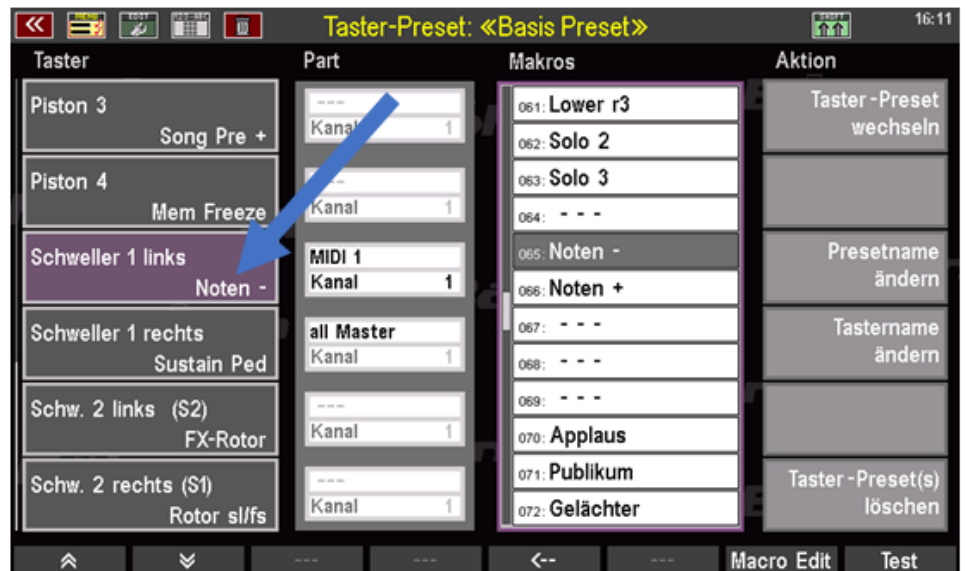 Taster-Preset: «Basis Preset»
16:11
Taster
Part
Makros
Aktion
Piston 3
Song Pre +
---
Kanal 1
Piston 4
Mem Freeze
Kanal 1
Schweller 1 links
Noten -
MIDI 1
Kanal 1
Schweller 1 rechts
Sustain Ped
all Master
Kanal 1
Schw. 2 links (S2)
FX-Rotor
---
Kanal 1
Schw. 2 rechts (S1)
Rotor sl/fs
---
Kanal 1
061: Lower r3
062: Solo 2
063: Solo 3
064: - - -
065: Noten -
066: Noten +
067: - - -
068: - - -
069: - - -
070: Applaus
071: Publikum
072: Gelächter
Taster-Preset
wechseln
Presetname
ändern
Tastername
ändern
Taster-Preset(s)
löschen
---
---
<--
---
Macro Edit
Test